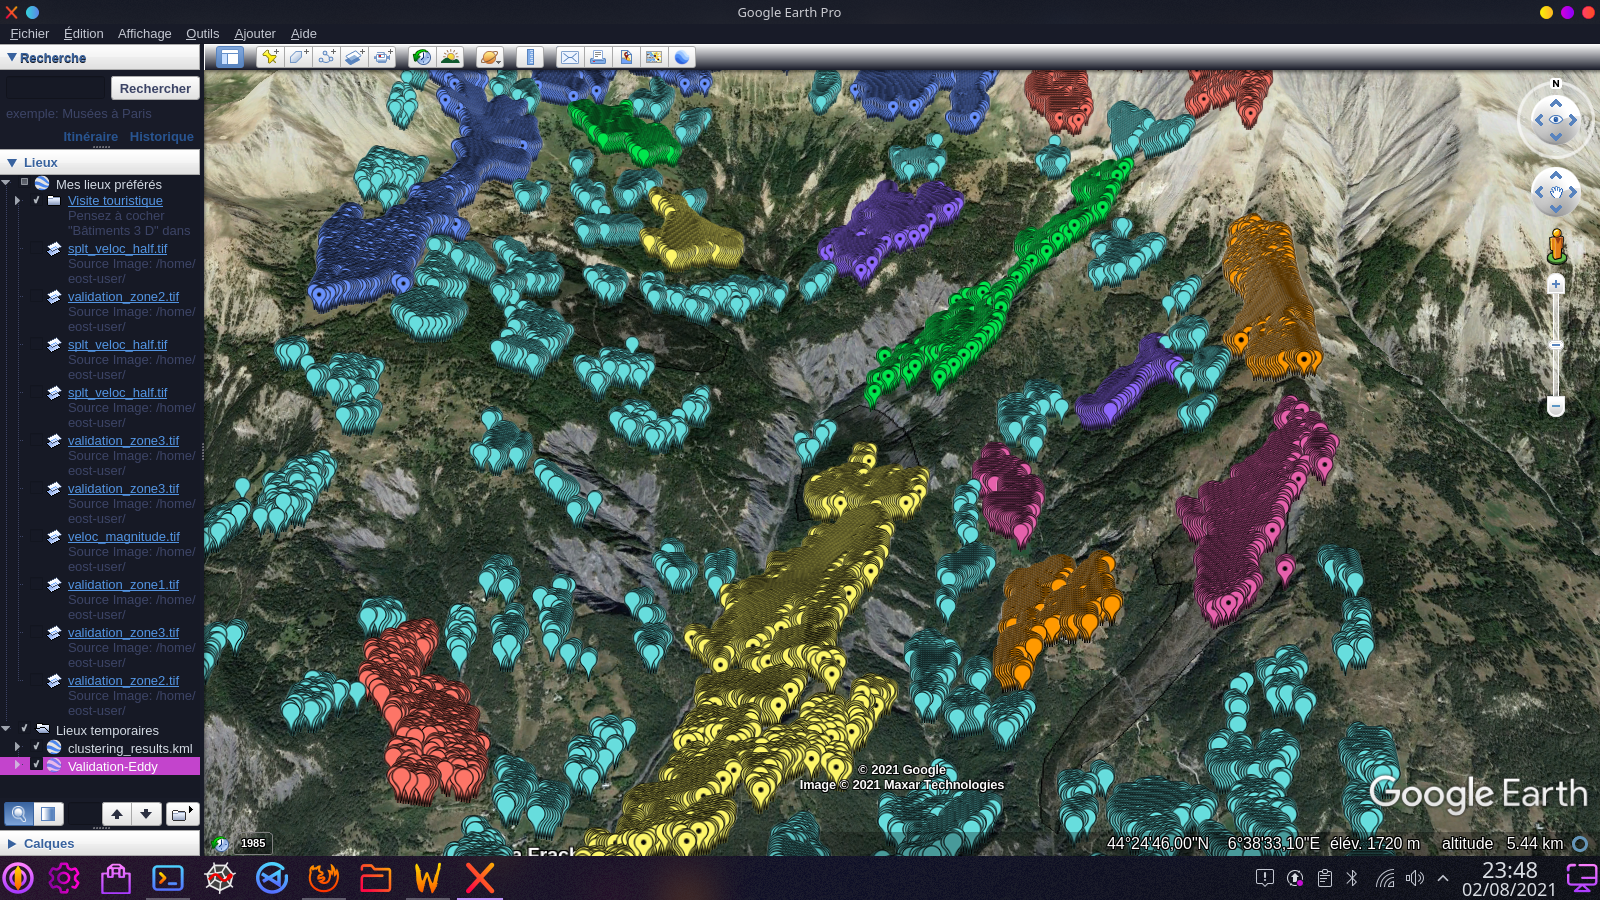 Google Earth Pro
Fichier Édition Affichage Outils Ajouter Aide
Recherche
Rechercher
exemple: Musées à Paris
Itinéraire Historique
Lieux
Mes lieux préférés
Visite touristique
Pensez à cocher
"Bâtiments 3 D" dans
splt_veloc_half.tif
Source Image: /home/
eost-user/
validation_zone2.tif
Source Image: /home/
eost-user/
splt_veloc_half.tif
Source Image: /home/
eost-user/
splt_veloc_half.tif
Source Image: /home/
eost-user/
validation_zone3.tif
Source Image: /home/
eost-user/
validation_zone3.tif
Source Image: /home/
eost-user/
veloc_magnitude.tif
Source Image: /home/
eost-user/
validation_zone1.tif
Source Image: /home/
eost-user/
validation_zone3.tif
Source Image: /home/
eost-user/
validation_zone2.tif
Source Image: /home/
eost-user/
Lieux temporaires
clustering_results.kml
Validation-Eddy
Calques
N
© 2021 Google
Image © 2021 Maxar Technologies
Google Earth
1985
44°24'46.00"N 6°38'33.10"E élév. 1720 m altitude 5.44 km
23:48
02/08/2021